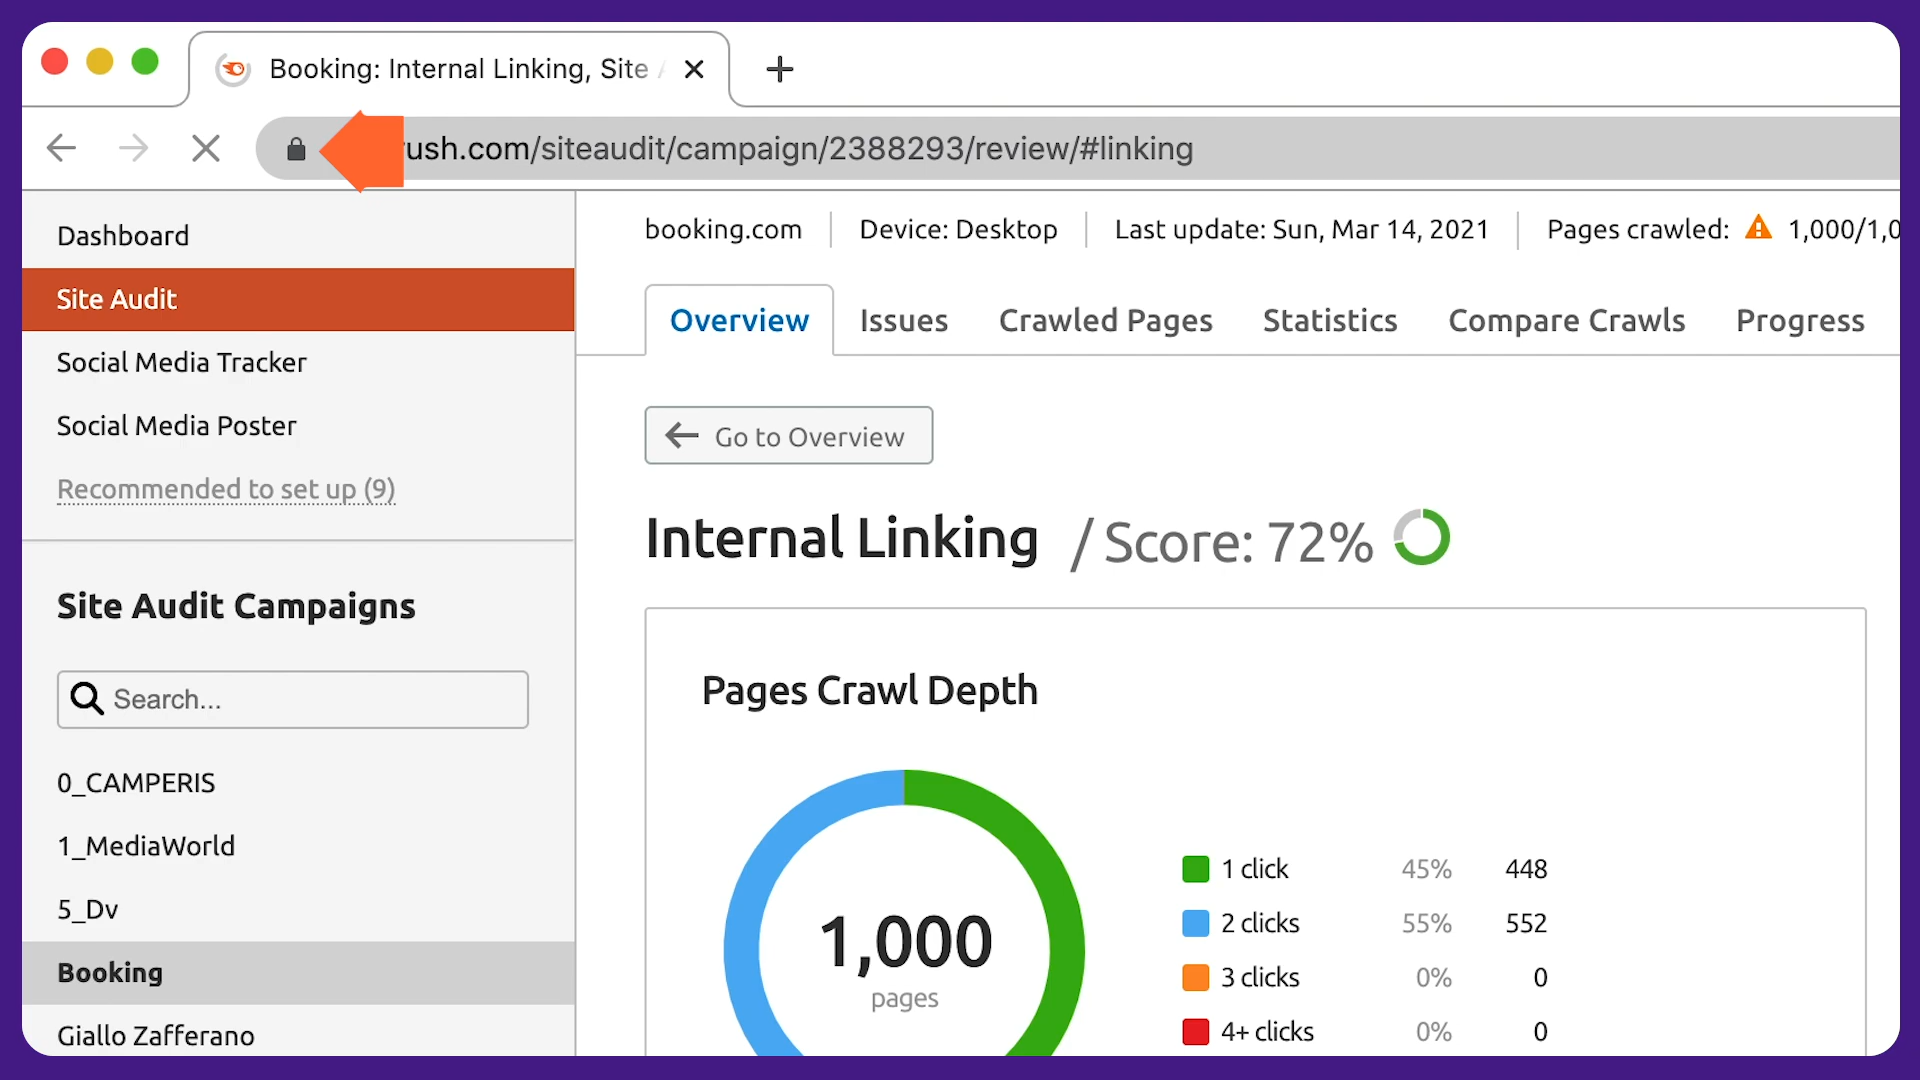 Booking: Internal Linking, Site
rush.com/siteaudit/campaign/2388293/review/#linking
Dashboard
Site Audit
Social Media Tracker
Social Media Poster
Recommended to set up (9)
Site Audit Campaigns
Search...
0_CAMPERIS
1_MediaWorld
5_Dv
Booking
Giallo Zafferano
booking.com Device: Desktop Last update: Sun, Mar 14, 2021 Pages crawled: 1,000/1,0
Overview Issues Crawled Pages Statistics Compare Crawls Progress
Go to Overview
Internal Linking / Score: 72%
Pages Crawl Depth
1,000
pages
1 click 45% 448
2 clicks 55% 552
3 clicks 0% 0
4+ clicks 0% 0